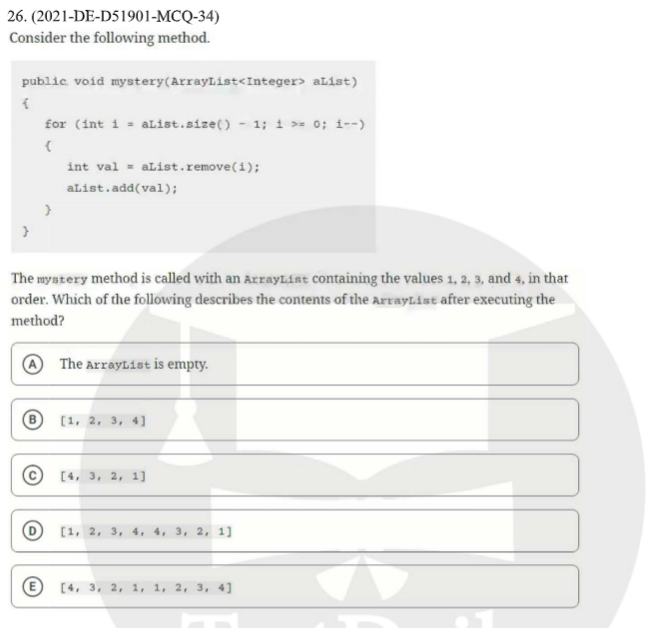 26. (2021-DE-D51901-MCQ-34)
Consider the following method.
public void mystery(ArrayList<Integer> aList)
{
for (int i = aList.size() - 1; i >= 0; i--)
{
int val = aList.remove(i);
aList.add(val);
}
}
The mystery method is called with an ArrayList containing the values 1, 2, 3, and 4, in that
order. Which of the following describes the contents of the ArrayList after executing the
method?
A The ArrayList is empty.
B [1, 2, 3, 4]
C [4, 3, 2, 1]
D [1, 2, 3, 4, 4, 3, 2, 1]
E [4, 3, 2, 1, 1, 2, 3, 4]